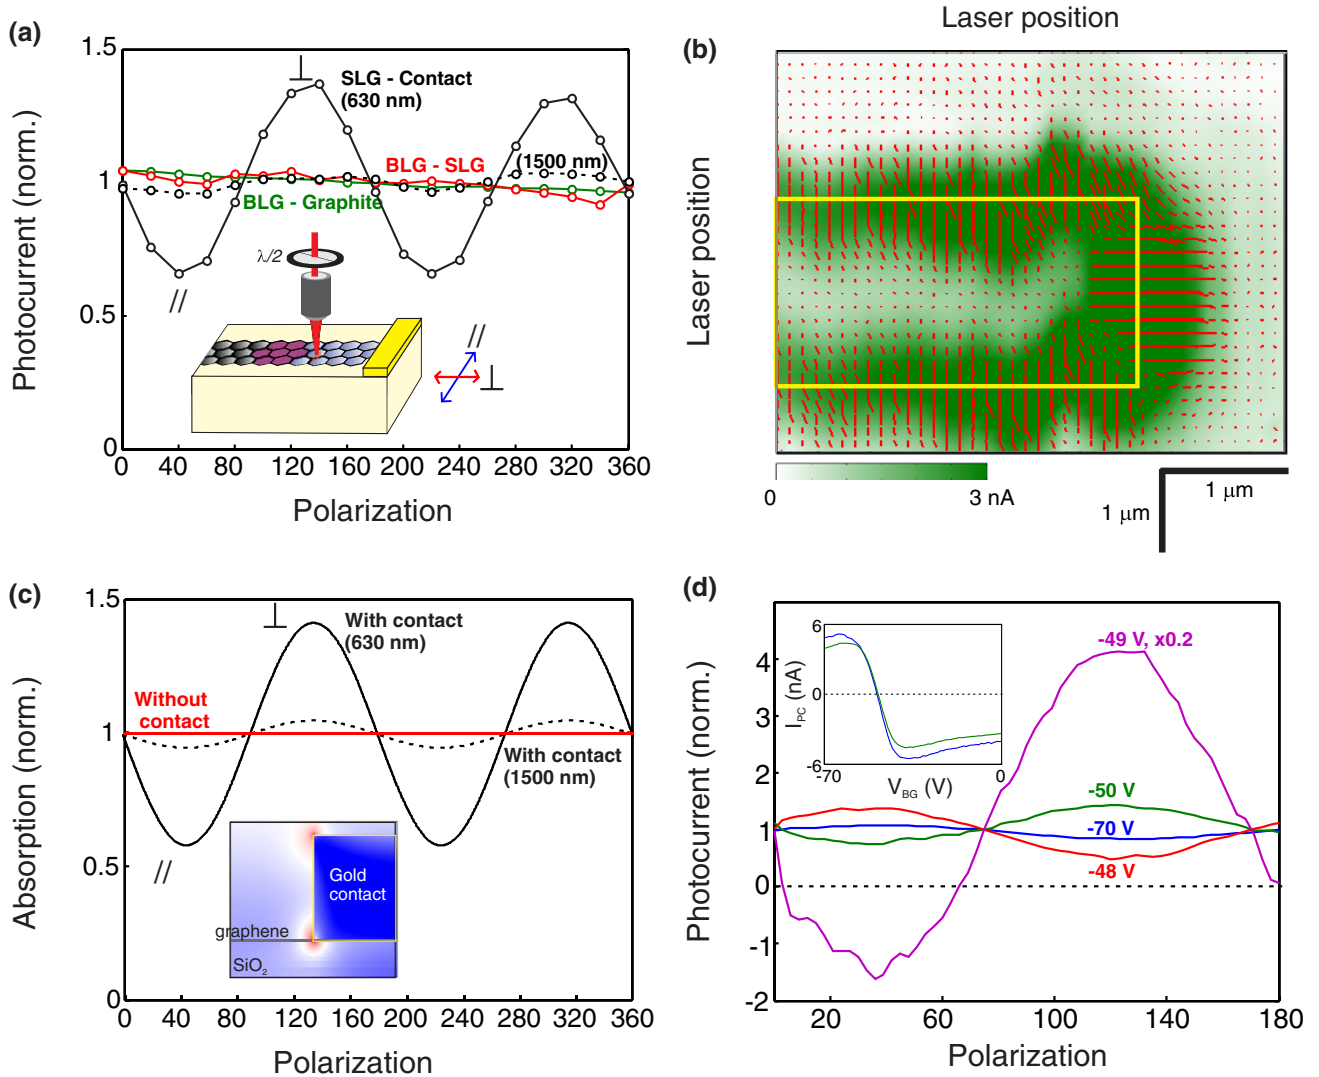 (a)
Photocurrent (norm.)
1.5
1
0.5
0
⊥
SLG - Contact
(630 nm)
BLG - SLG
(1500 nm)
BLG - Graphite
//
λ/2
//
⊥
0 40 80 120 160 200 240 280 320 360
Polarization
Laser position
(b)
Laser position
0
3 nA
1 μm
1 μm
(c)
Absorption (norm.)
1.5
1
0.5
0
⊥
With contact
(630 nm)
Without
contact
With contact
(1500 nm)
//
Gold
contact
graphene
SiO₂
0 40 80 120 160 200 240 280 320 360
Polarization
(d)
Photocurrent (norm.)
4
3
2
1
0
-1
-2
6
0
-6
I_PC (nA)
-70
0
V_BG (V)
-49 V, x0.2
-50 V
-70 V
-48 V
20 60 100 140 180
Polarization